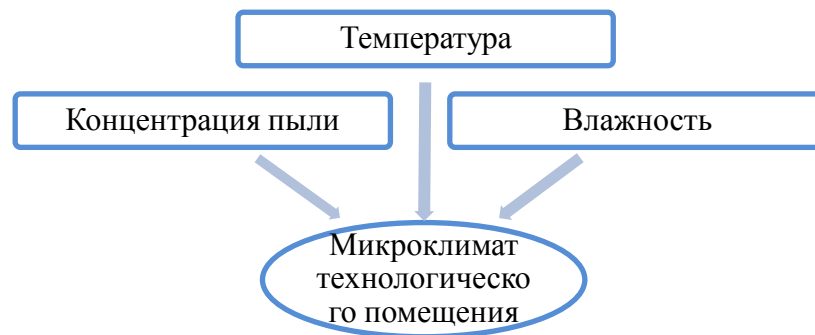 Температура
Концентрация пыли
Влажность
Микроклимат
технологическо
го помещения